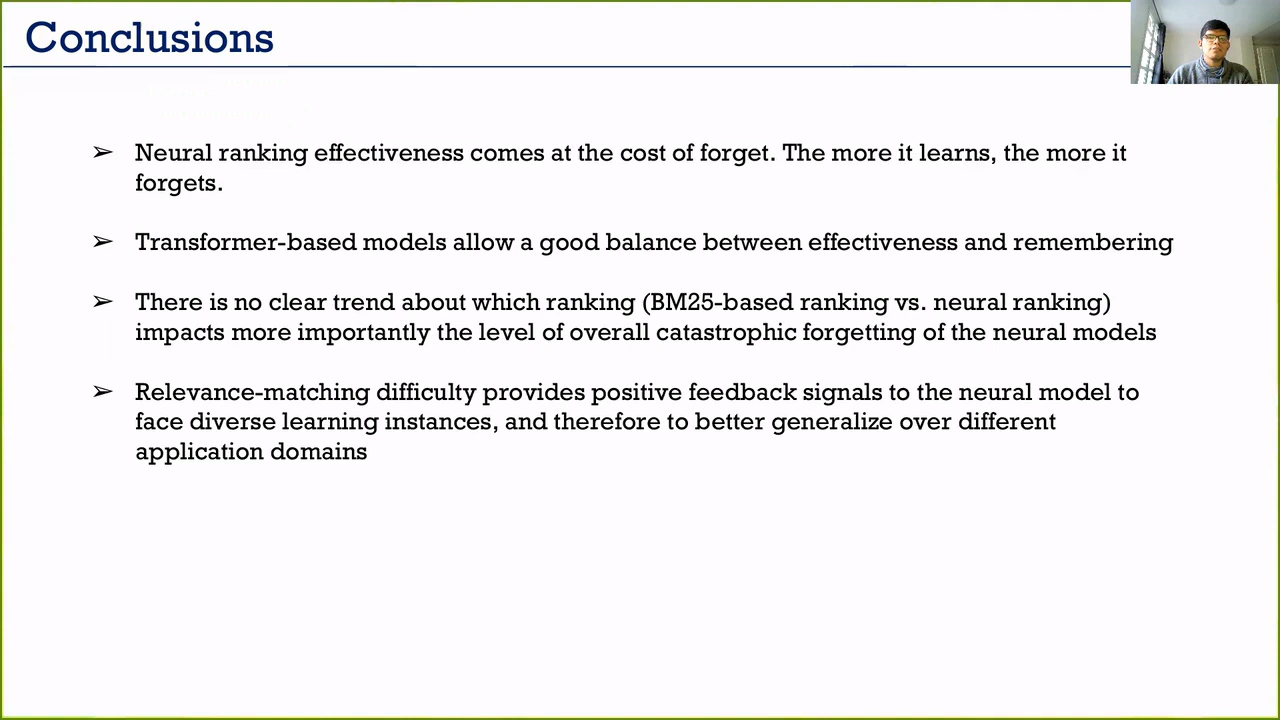 Conclusions
➢ Neural ranking effectiveness comes at the cost of forget. The more it learns, the more it
forgets.
➢ Transformer-based models allow a good balance between effectiveness and remembering
➢ There is no clear trend about which ranking (BM25-based ranking vs. neural ranking)
impacts more importantly the level of overall catastrophic forgetting of the neural models
➢ Relevance-matching difficulty provides positive feedback signals to the neural model to
face diverse learning instances, and therefore to better generalize over different
application domains